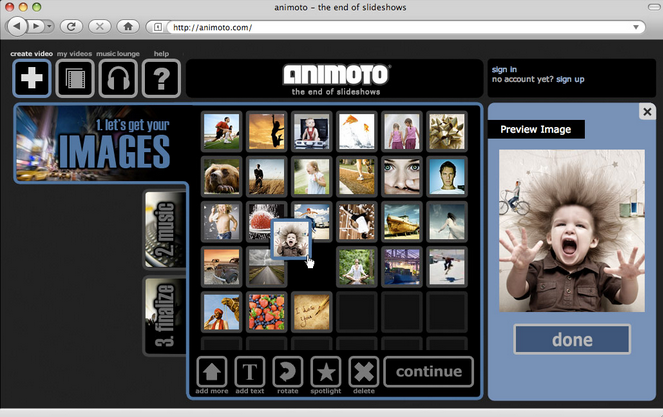 animoto - the end of slideshows
http://animoto.com/
create video
my videos
music lounge
help
ANIMOTO
the end of slideshows
sign in
no account yet? sign up
1. let's get your
IMAGES
Preview Image
2. music
3. finalize
done
add more
T
add text
rotate
spotlight
delete
continue